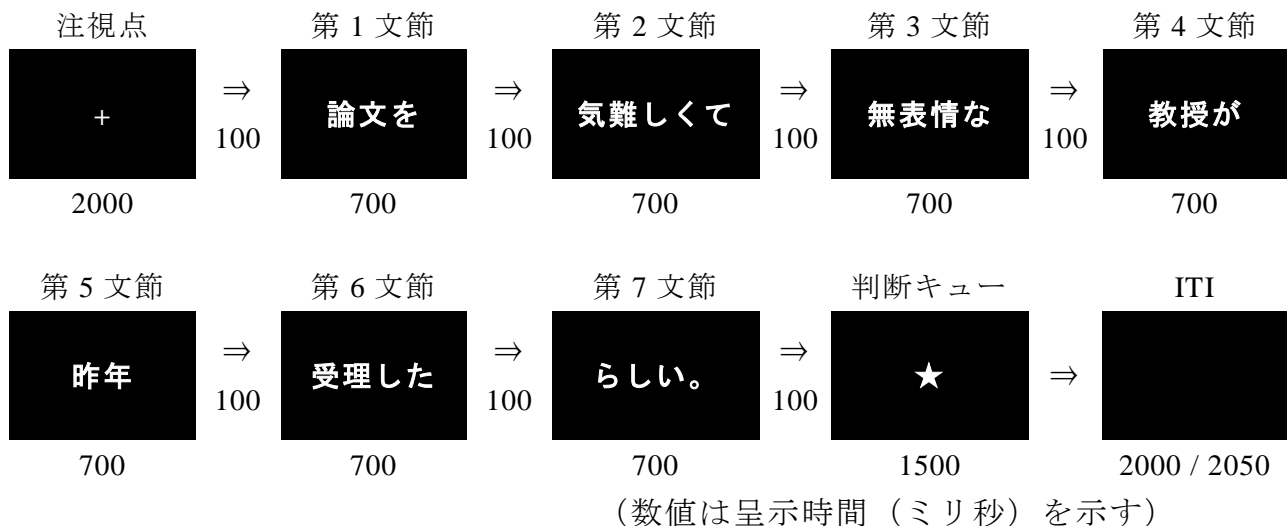 注視点 第 1 文節 第 2 文節 第 3 文節 第 4 文節
+ ⇒ 論文を ⇒ 気難しくて ⇒ 無表情な ⇒ 教授が
100 100 100 100
2000 700 700 700 700
第 5 文節 第 6 文節 第 7 文節 判断キュー ITI
昨年 ⇒ 受理した ⇒ らしい。 ⇒ ★ ⇒
100 100 100
700 700 700 1500 2000 / 2050
（数値は呈示時間（ミリ秒）を示す）